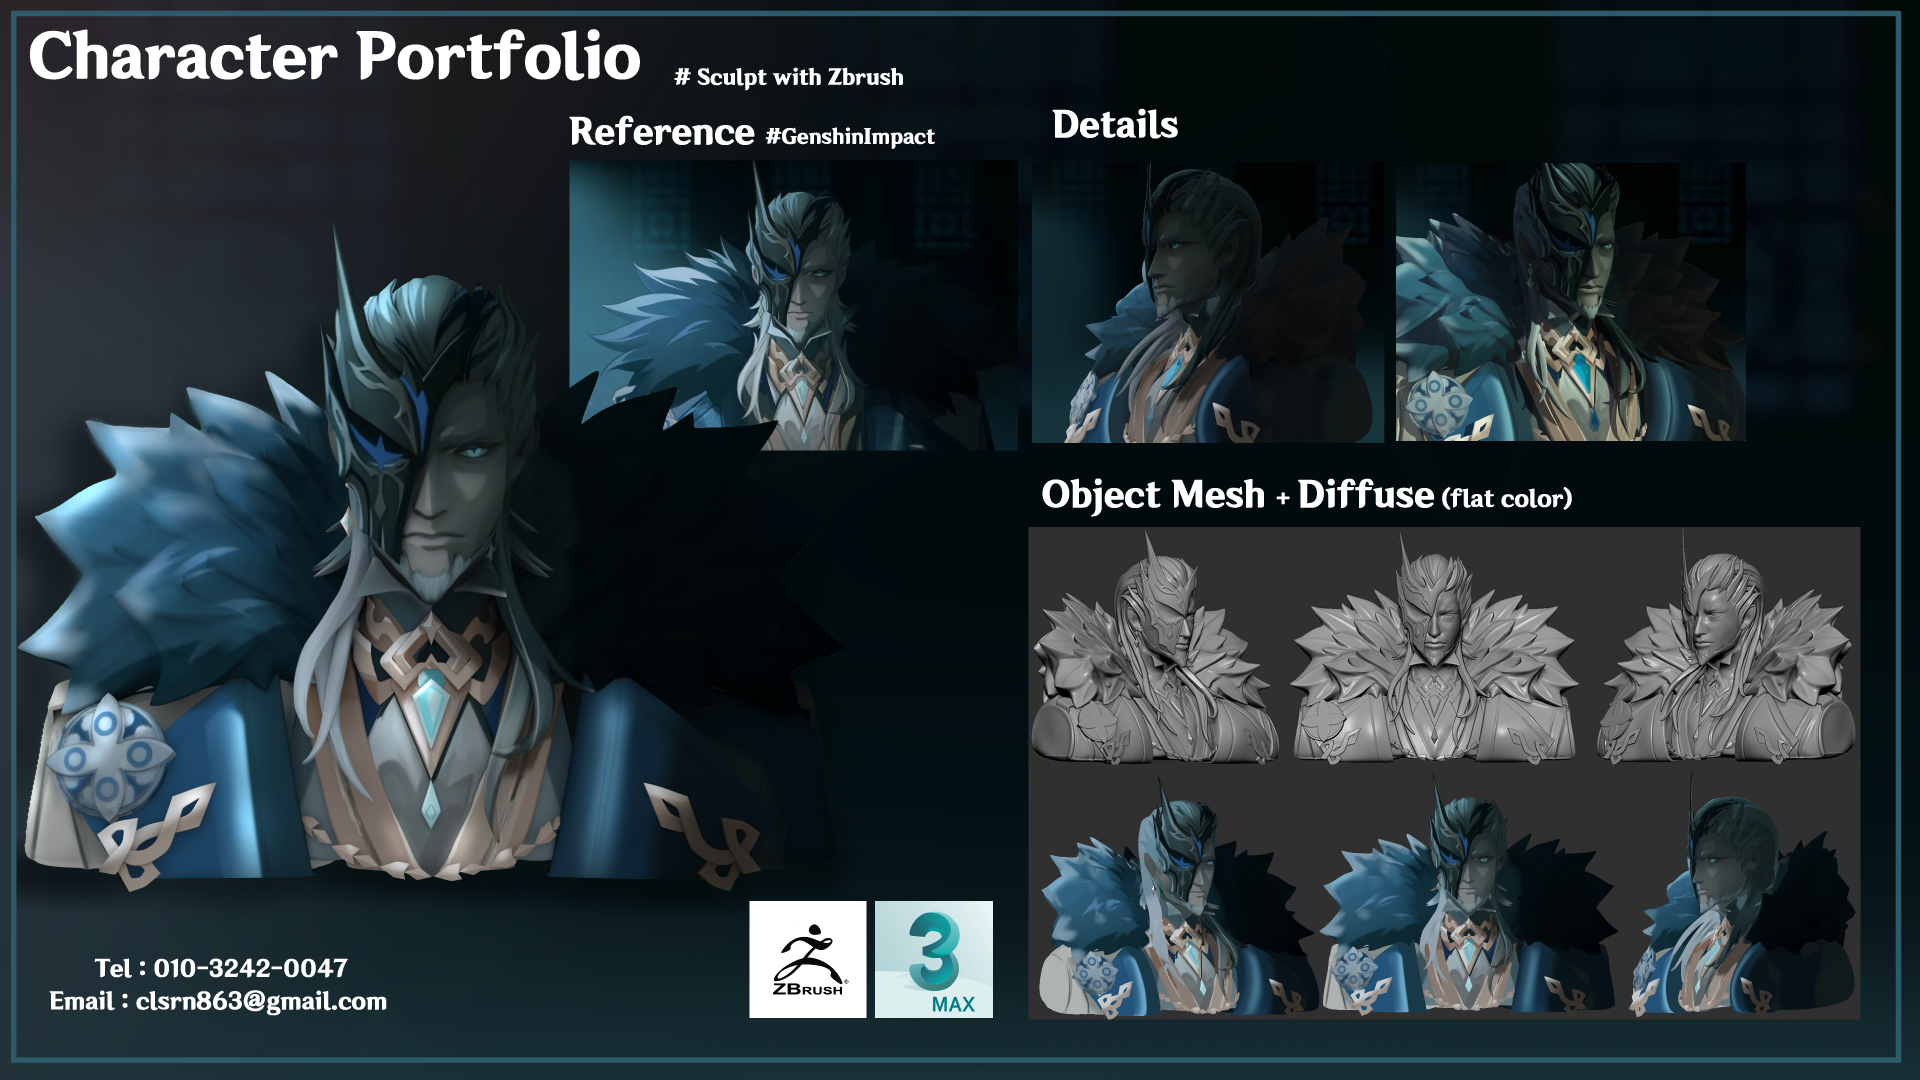 Character Portfolio
# Sculpt with Zbrush
Reference #GenshinImpact
Details
Object Mesh + Diffuse (flat color)
ZBRUSH®
3
MAX
Tel : 010-3242-0047
Email : clsrn863@gmail.com